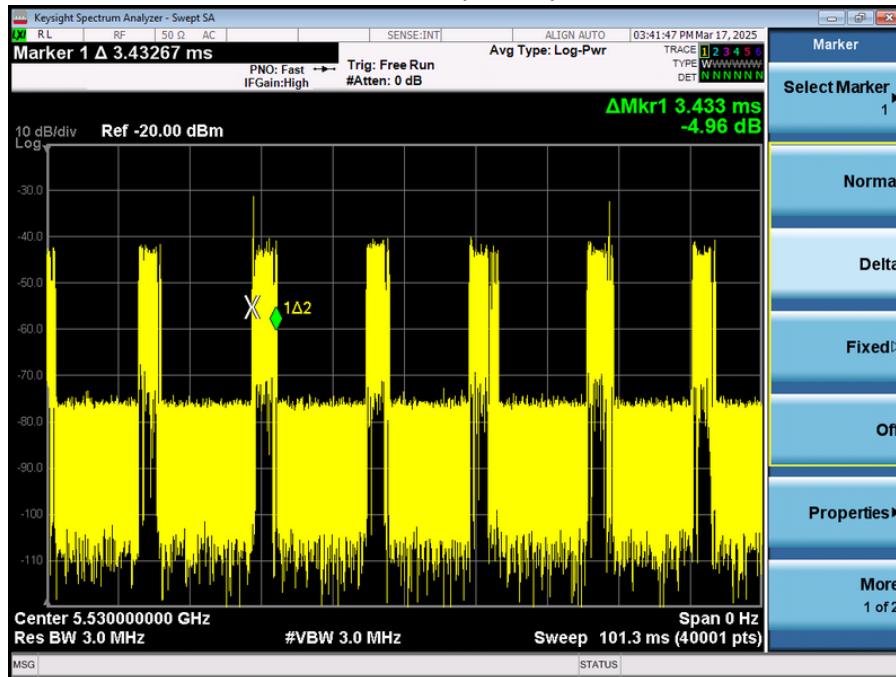 Keysight Spectrum Analyzer - Swept SA
LXI RL RF 50 Ω AC SENSE:INT ALIGN AUTO 03:41:47 PM Mar 17, 2025
Marker 1 Δ 3.43267 ms
PNO: Fast
IFGain:High
Trig: Free Run
#Atten: 0 dB
Avg Type: Log-Pwr
TRACE 1 2 3 4 5 6
TYPE WWWWWW
DET N N N N N N
ΔMkr1 3.433 ms
-4.96 dB
10 dB/div Ref -20.00 dBm
Log
-30.0
-40.0
-50.0
-60.0
-70.0
-80.0
-90.0
-100
-110
X
1Δ2
Center 5.530000000 GHz Span 0 Hz
Res BW 3.0 MHz #VBW 3.0 MHz Sweep 101.3 ms (40001 pts)
MSG STATUS
Marker
Select Marker
1
Norma
Delta
Fixed
Off
Properties
More
1 of 2